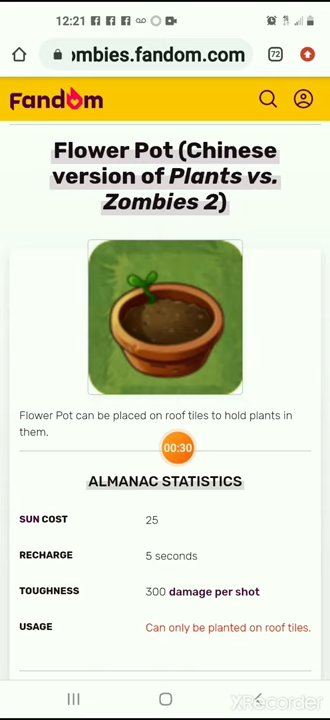 12:21
ombies.fandom.com
72
Fandom
Flower Pot (Chinese
version of Plants vs.
Zombies 2)
Flower Pot can be placed on roof tiles to hold plants in
them.
00:30
ALMANAC STATISTICS
SUN COST 25
RECHARGE 5 seconds
TOUGHNESS 300 damage per shot
USAGE Can only be planted on roof tiles.
XRecorder